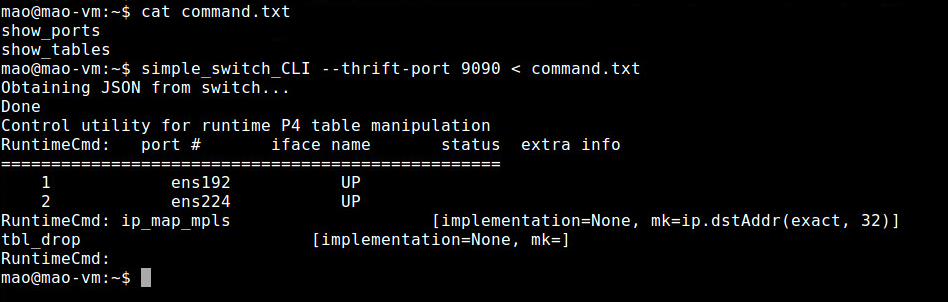 mao@mao-vm:~$ cat command.txt
show_ports
show_tables
mao@mao-vm:~$ simple_switch_CLI --thrift-port 9090 < command.txt
Obtaining JSON from switch...
Done
Control utility for runtime P4 table manipulation
RuntimeCmd:   port #       iface name       status  extra info
==================================================
    1            ens192           UP
    2            ens224           UP
RuntimeCmd: ip_map_mpls                    [implementation=None, mk=ip.dstAddr(exact, 32)]
tbl_drop                       [implementation=None, mk=]
RuntimeCmd:
mao@mao-vm:~$